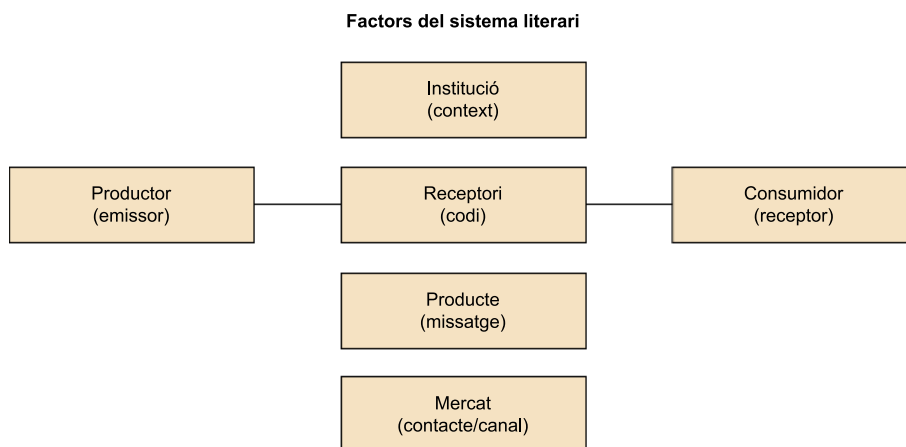 Factors del sistema literari
Institució
(context)
Productor
(emissor)
Receptori
(codi)
Consumidor
(receptor)
Producte
(missatge)
Mercat
(contacte/canal)